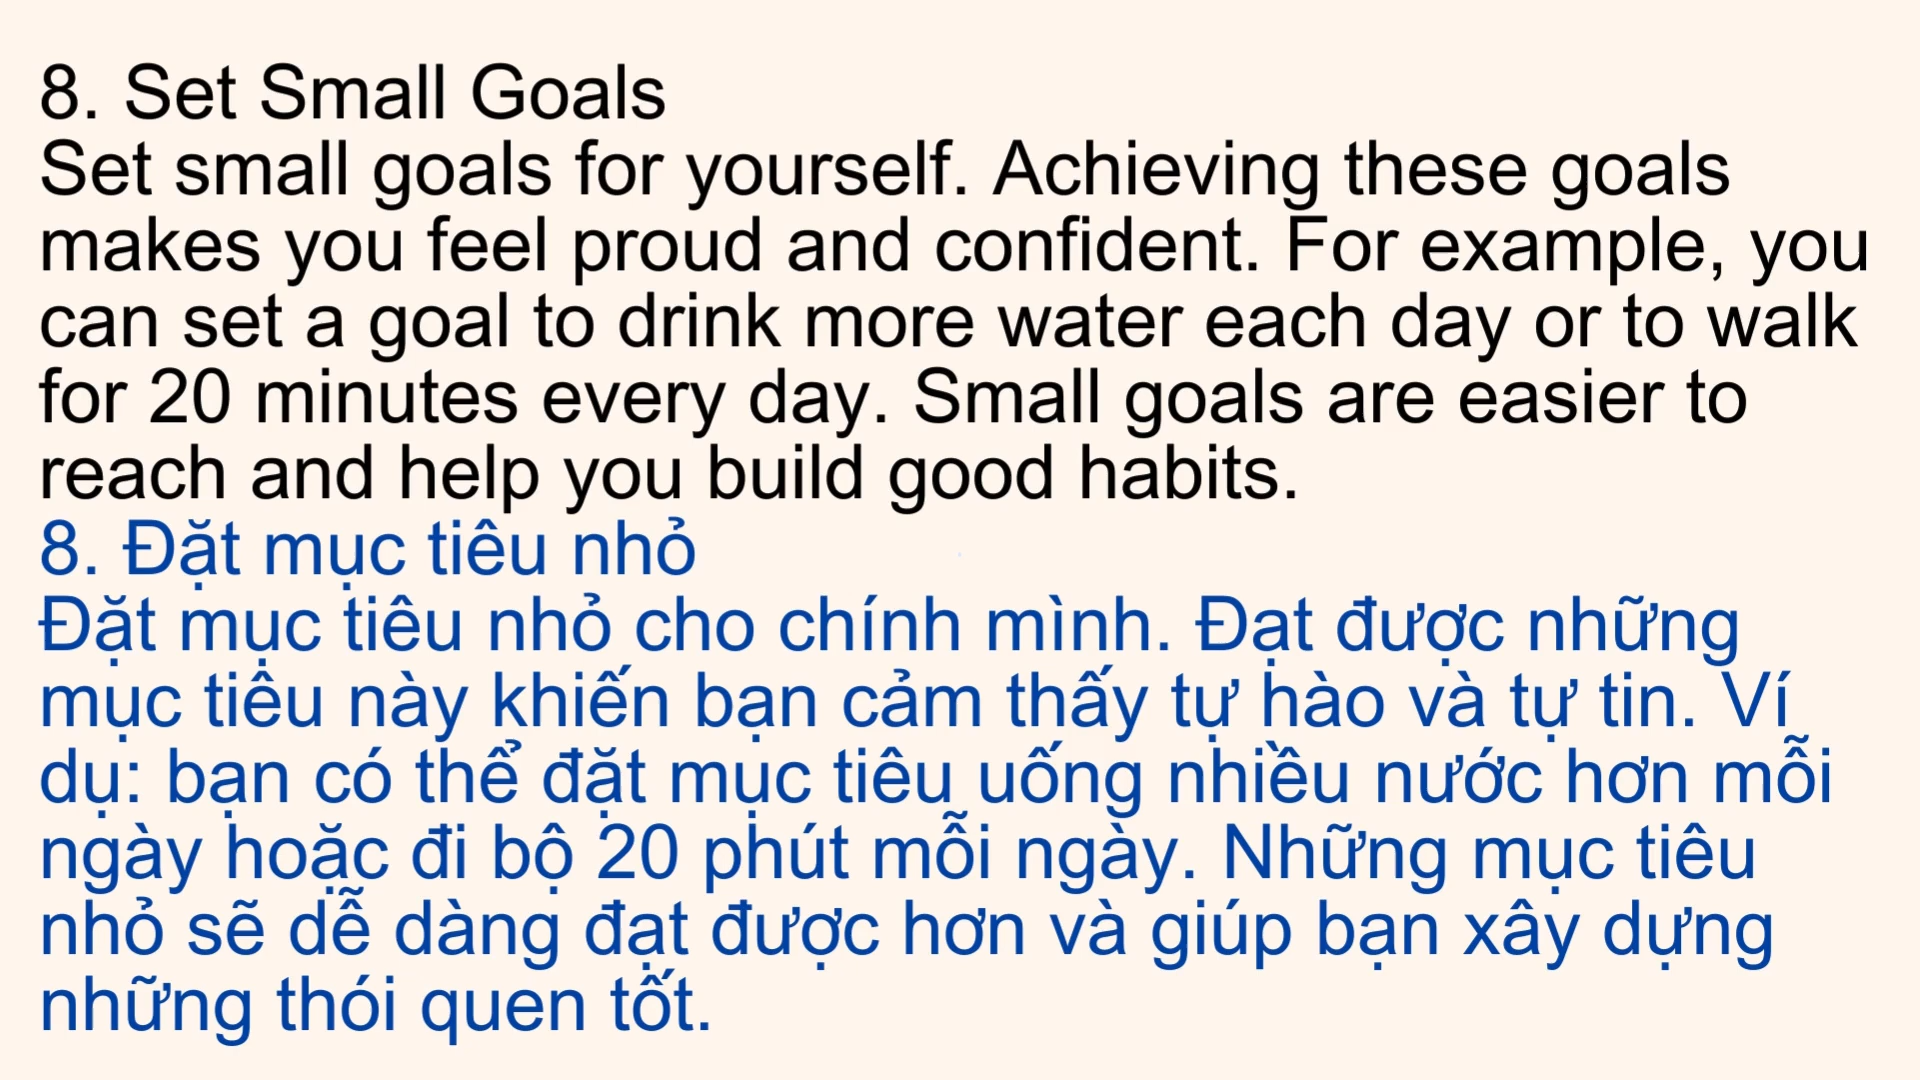 8. Set Small Goals
Set small goals for yourself. Achieving these goals
makes you feel proud and confident. For example, you
can set a goal to drink more water each day or to walk
for 20 minutes every day. Small goals are easier to
reach and help you build good habits.
8. Đặt mục tiêu nhỏ
Đặt mục tiêu nhỏ cho chính mình. Đạt được những
mục tiêu này khiến bạn cảm thấy tự hào và tự tin. Ví
dụ: bạn có thể đặt mục tiêu uống nhiều nước hơn mỗi
ngày hoặc đi bộ 20 phút mỗi ngày. Những mục tiêu
nhỏ sẽ dễ dàng đạt được hơn và giúp bạn xây dựng
những thói quen tốt.